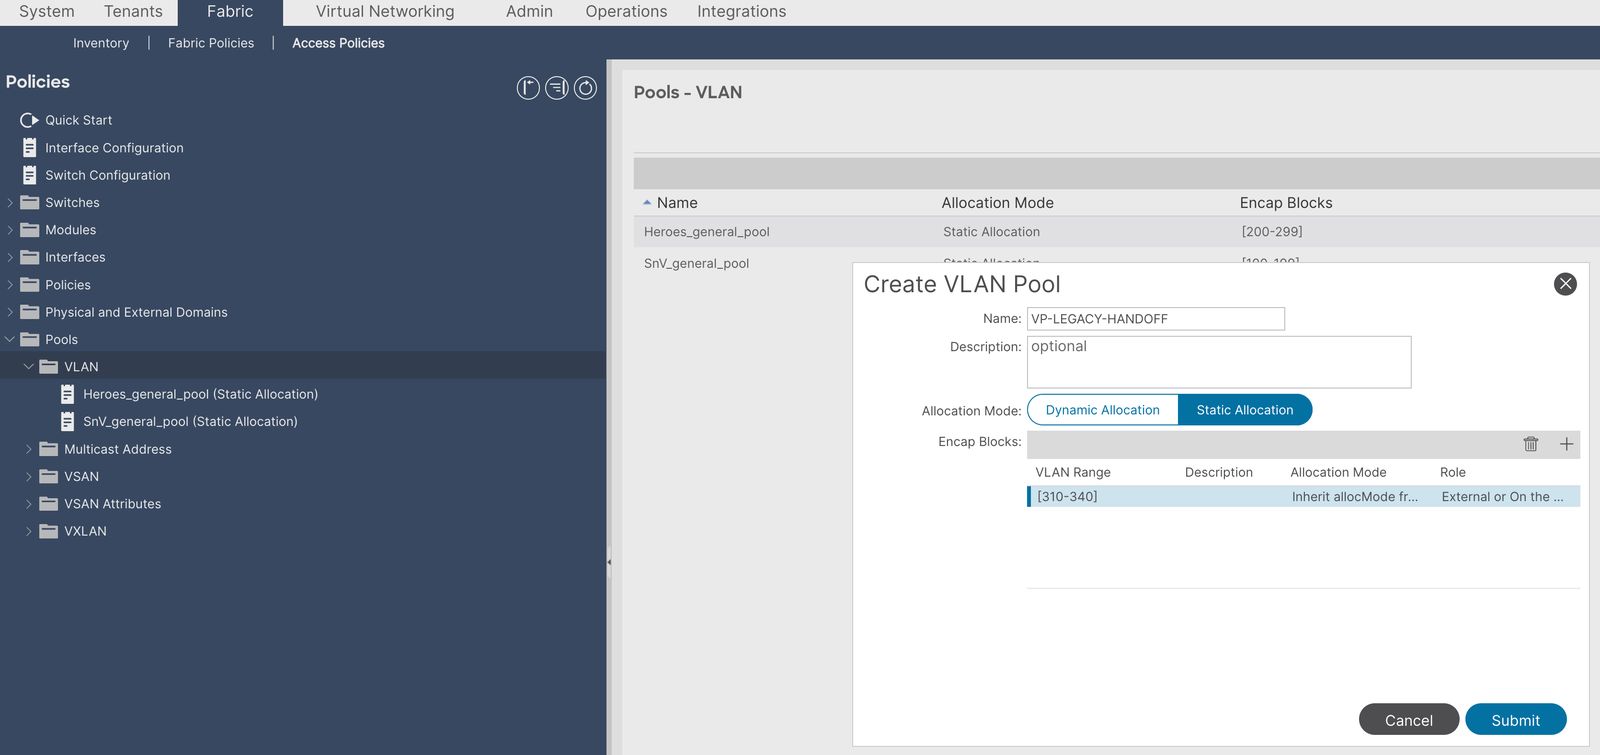 System Tenants Fabric Virtual Networking Admin Operations Integrations
Inventory | Fabric Policies | Access Policies
Policies
Quick Start
Interface Configuration
Switch Configuration
Switches
Modules
Interfaces
Policies
Physical and External Domains
Pools
VLAN
Heroes_general_pool (Static Allocation)
SnV_general_pool (Static Allocation)
Multicast Address
VSAN
VSAN Attributes
VXLAN
Pools - VLAN
Name Allocation Mode Encap Blocks
Heroes_general_pool Static Allocation [200-299]
SnV_general_pool Static Allocation
Create VLAN Pool
Name: VP-LEGACY-HANDOFF
Description: optional
Allocation Mode: Dynamic Allocation Static Allocation
Encap Blocks:
VLAN Range Description Allocation Mode Role
[310-340] Inherit allocMode fr... External or On the ...
Cancel Submit